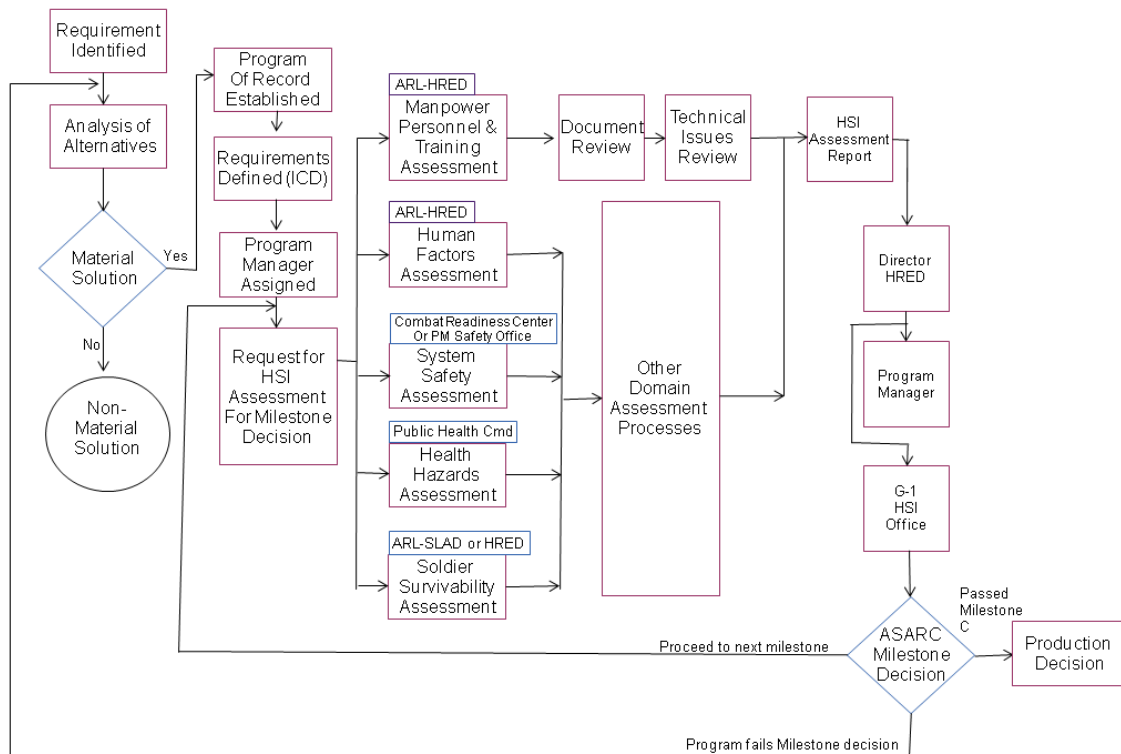 Requirement
Identified
Analysis of
Alternatives
Material
Solution
Yes
No
Non-
Material
Solution
Program
Of Record
Established
Requirements
Defined (ICD)
Program
Manager
Assigned
Request for
HSI
Assessment
For Milestone
Decision
ARL-HRED
Manpower
Personnel &
Training
Assessment
Document
Review
Technical
Issues
Review
HSI
Assessment
Report
ARL-HRED
Human
Factors
Assessment
Combat Readiness Center
Or PM Safety Office
System
Safety
Assessment
Public Health Cmd
Health
Hazards
Assessment
ARL-SLAD or HRED
Soldier
Survivability
Assessment
Other
Domain
Assessment
Processes
Director
HRED
Program
Manager
G-1
HSI
Office
ASARC
Milestone
Decision
Passed
Milestone
C
Production
Decision
Proceed to next milestone
Program fails Milestone decision